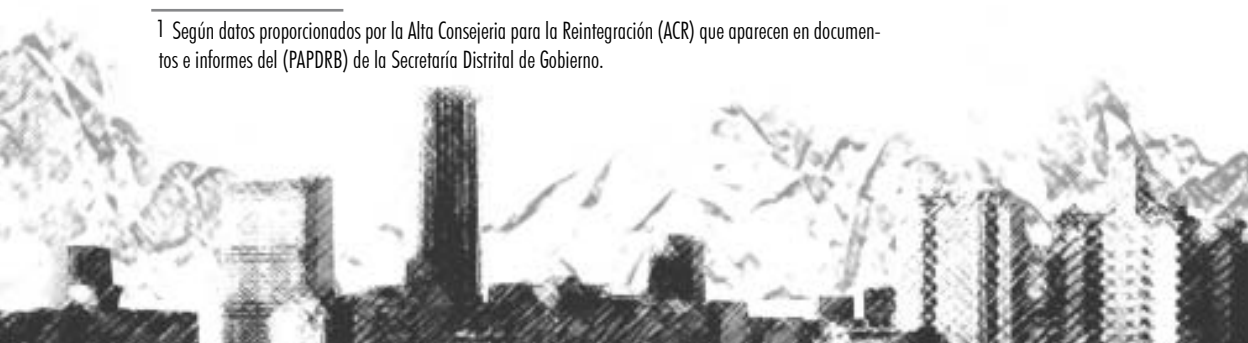 1 Según datos proporcionados por la Alta Consejeria para la Reintegración (ACR) que aparecen en documen-
tos e informes del (PAPDRB) de la Secretaría Distrital de Gobierno.